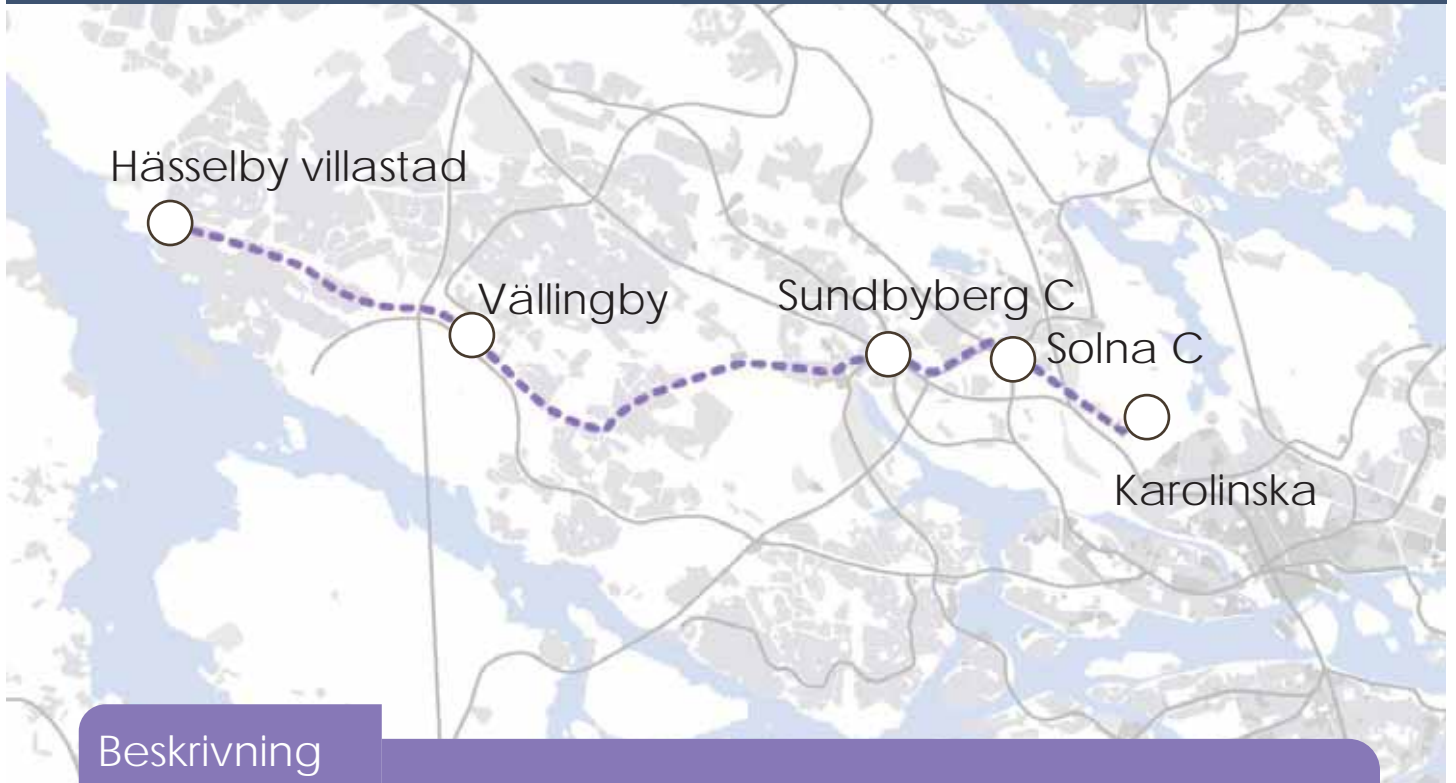 Hässelby villastad
Vällingby
Sundbyberg C
Solna C
Karolinska
Beskrivning